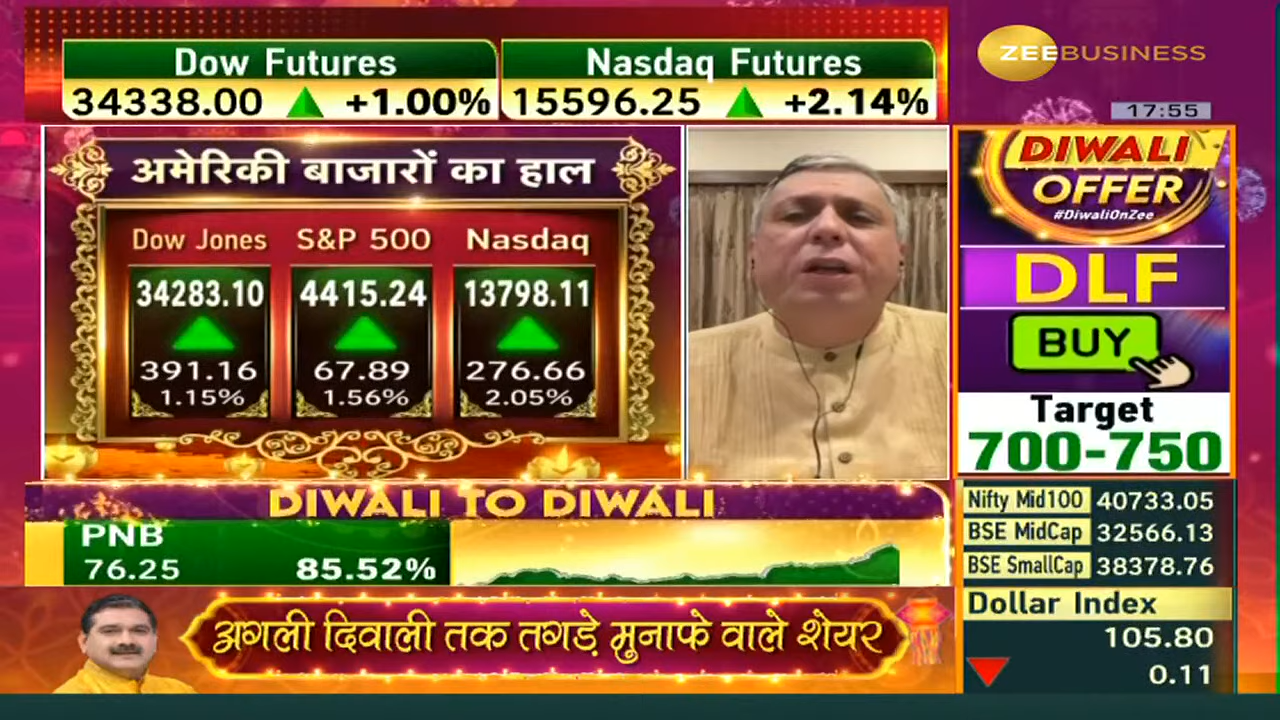 Dow Futures
34338.00 +1.00%
Nasdaq Futures
15596.25 +2.14%
ZEEBUSINESS
17:55
अमेरिकी बाजारों का हाल
Dow Jones S&P 500 Nasdaq
34283.10 4415.24 13798.11
391.16 67.89 276.66
1.15% 1.56% 2.05%
DIWALI
OFFER
#DiwaliOnZee
DLF
BUY
Target
700-750
DIWALI TO DIWALI
PNB
76.25 85.52%
Nifty Mid100 40733.05
BSE MidCap 32566.13
BSE SmallCap 38378.76
Dollar Index
105.80
0.11
अगली दिवाली तक तगड़े मुनाफे वाले शेयर